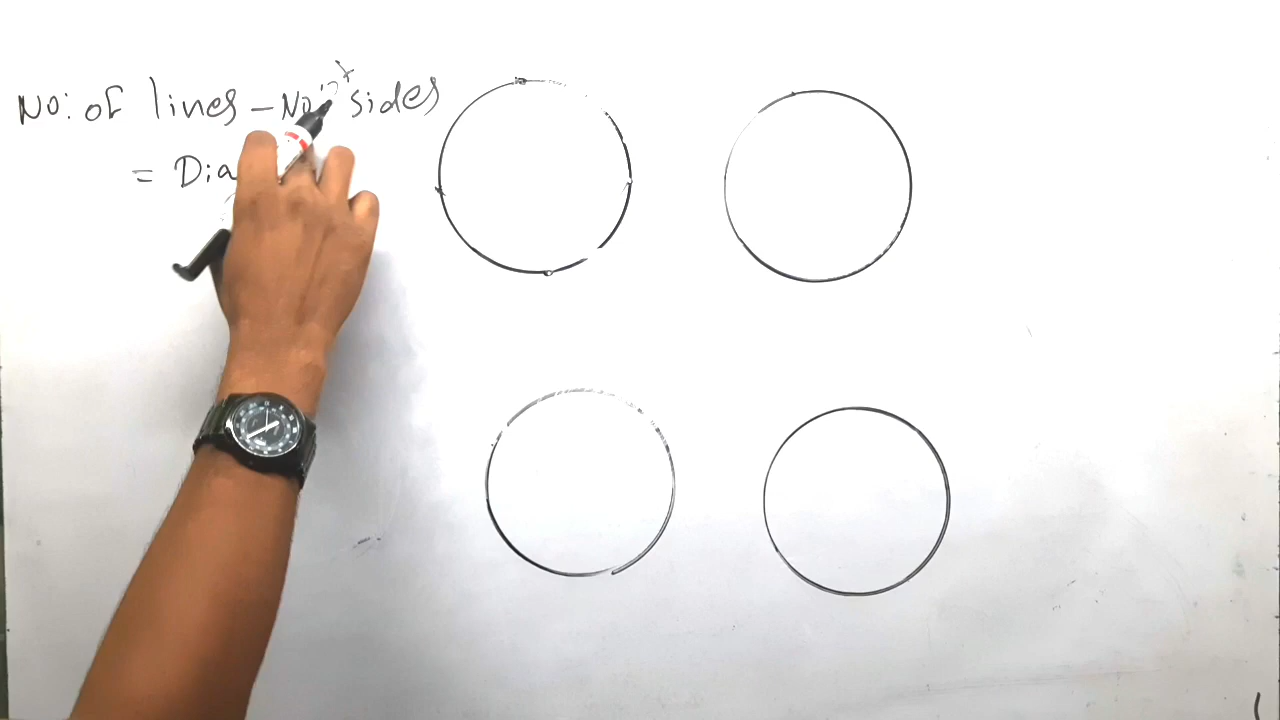 No: of lines – No: of sides
= Dia